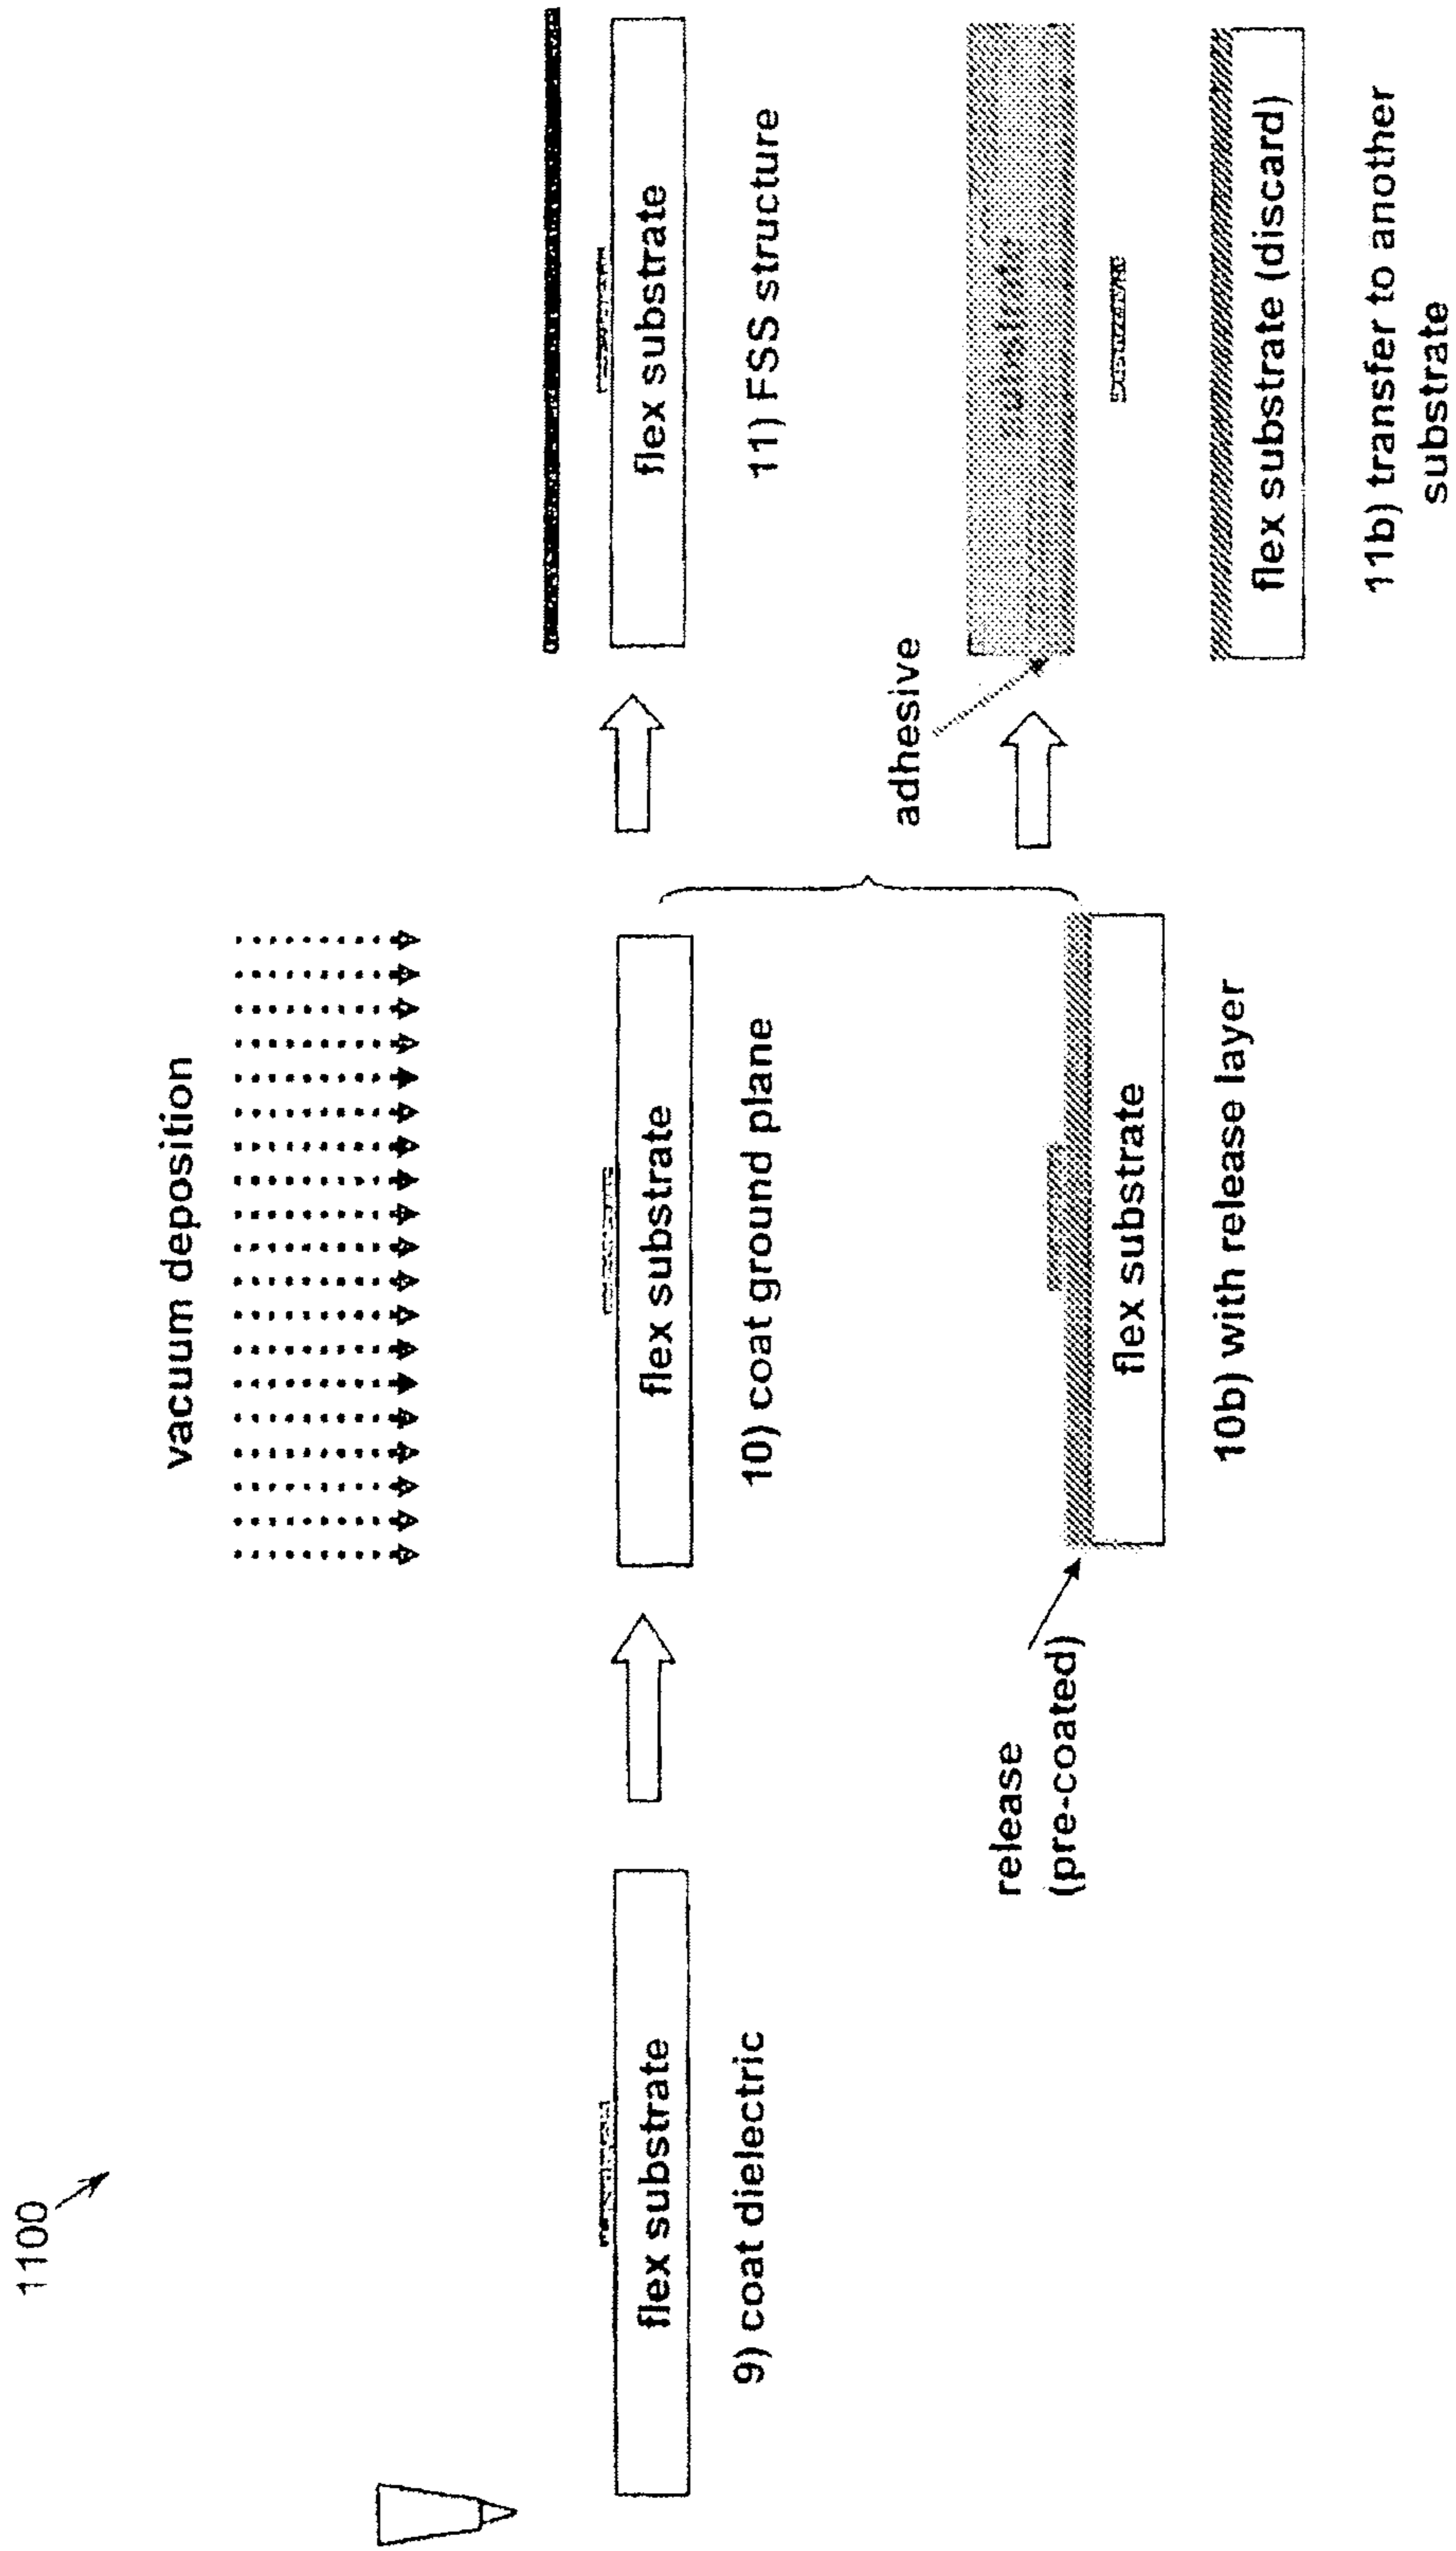 1100
vacuum deposition
flex substrate
9) coat dielectric
flex substrate
10) coat ground plane
flex substrate
11) FSS structure
release
(pre-coated)
flex substrate
10b) with release layer
adhesive
substrate
flex substrate (discard)
11b) transfer to another
substrate